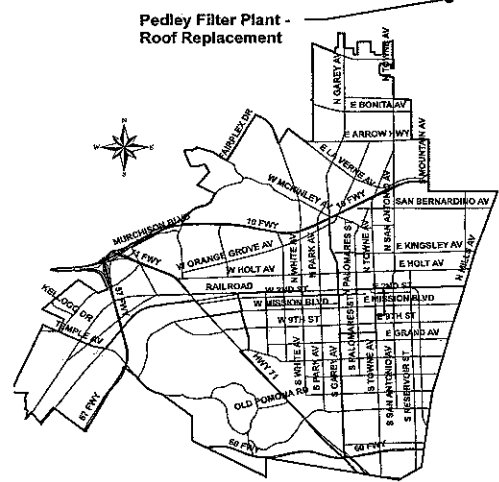 Pedley Filter Plant -
Roof Replacement
N GAREY AV
N TOWNE AV
E BONITA AV
E ARROW HWY
FAIRPLEX DR
E LA VERNE AV
N MOUNTAIN AV
N
W
E
S
W MCKINLEY AV
10 FWY
SAN BERNARDINO AV
MURCHISON BLVD
10 FWY
N WHITE AV
S PARK AV
N PALOMARES ST
N TOWNE AV
N SAN ANTONIO AV
N MILLS AV
71 FWY
W ORANGE GROVE AV
E KINGSLEY AV
W HOLT AV
E HOLT AV
RAILROAD
W 2ND ST
E 2ND ST
KELLOGG DR
57 FWY
W MISSION BLVD
E MISSION BLVD
W 9TH ST
TEMPLE AV
E GRAND AV
HWY 71
S WHITE AV
S PARK AV
S GAREY AV
S PALOMARES ST
S TOWNE AV
S SAN ANTONIO AV
S RESERVOIR ST
OLD POMONA RD
57 FWY
60 FWY
60 FWY